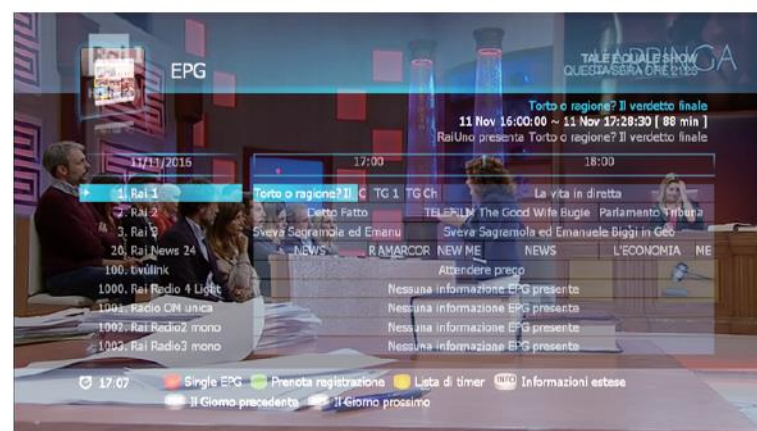 EPG
TALE E QUALE SHOW
QUESTA SERA ORE 21:20
Torto o ragione? Il verdetto finale
11 Nov 16:00:00 ~ 11 Nov 17:28:30 [ 88 min ]
RaiUno presenta Torto o ragione? Il verdetto finale
11/11/2016 17:00 18:00
1. Rai 1 Torto o ragione? Il C TG 1 TG Ch La vita in diretta
2. Rai 2 Detto Fatto TELEFILM The Good Wife Bugie Parlamento Tribuna
3. Rai 3 Sveva Sagramola ed Emanu Sveva Sagramola ed Emanuele Biggi in Geo
20. Rai News 24 NEWS RAMARCOR NEW ME NEWS L'ECONOMIA ME
100. tivùlink Attendere prego
1000. Rai Radio 4 Light Nessuna informazione EPG presente
1001. Radio OM unica Nessuna informazione EPG presente
1002. Rai Radio2 mono Nessuna informazione EPG presente
1003. Rai Radio3 mono Nessuna informazione EPG presente
17:07 Single EPG Prenota registrazione Lista di timer INFO Informazioni estese
Il Giorno precedente Il Giorno prossimo